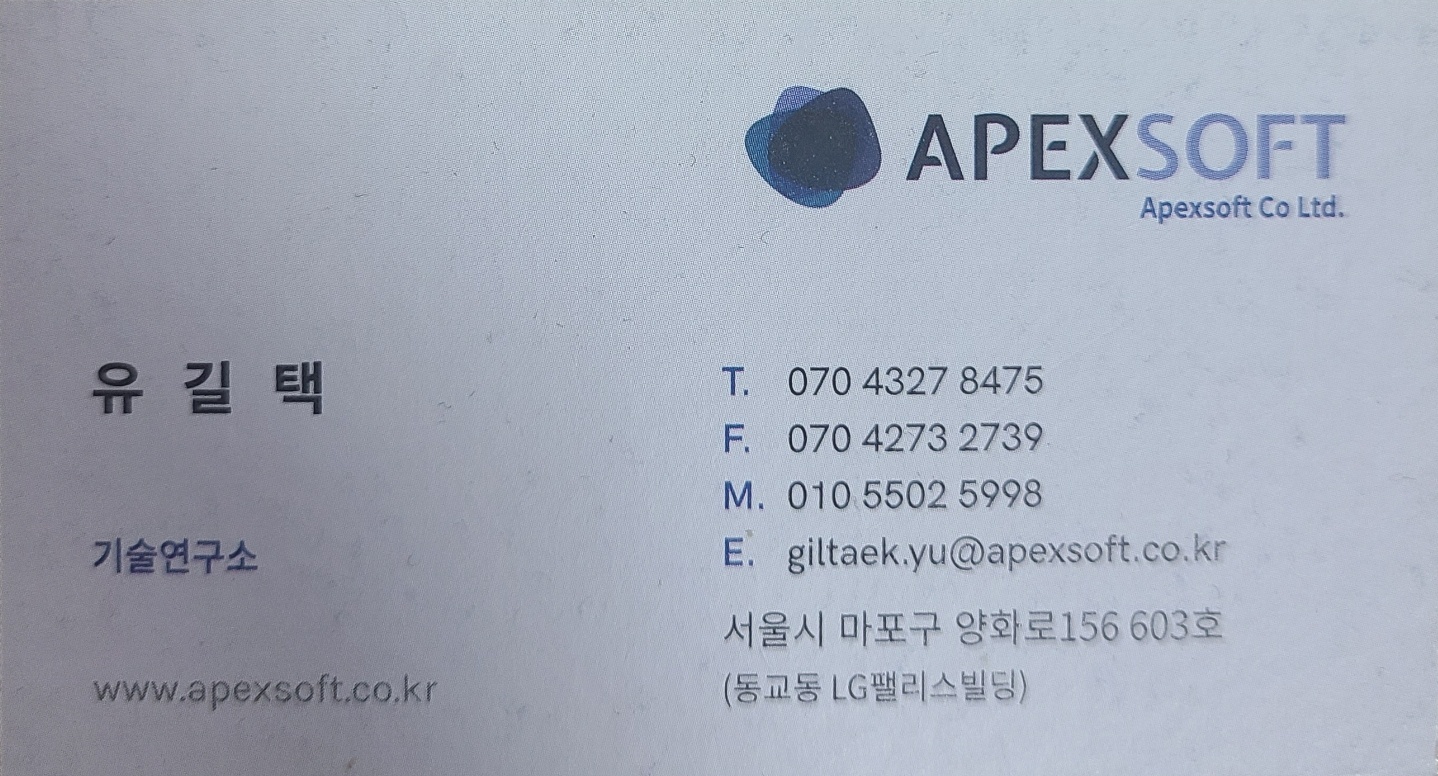 APEXSOFT
Apexsoft Co Ltd.
유 길 택
기술연구소
www.apexsoft.co.kr
T. 070 4327 8475
F. 070 4273 2739
M. 010 5502 5998
E. giltaek.yu@apexsoft.co.kr
서울시 마포구 양화로156 603호
(동교동 LG팰리스빌딩)